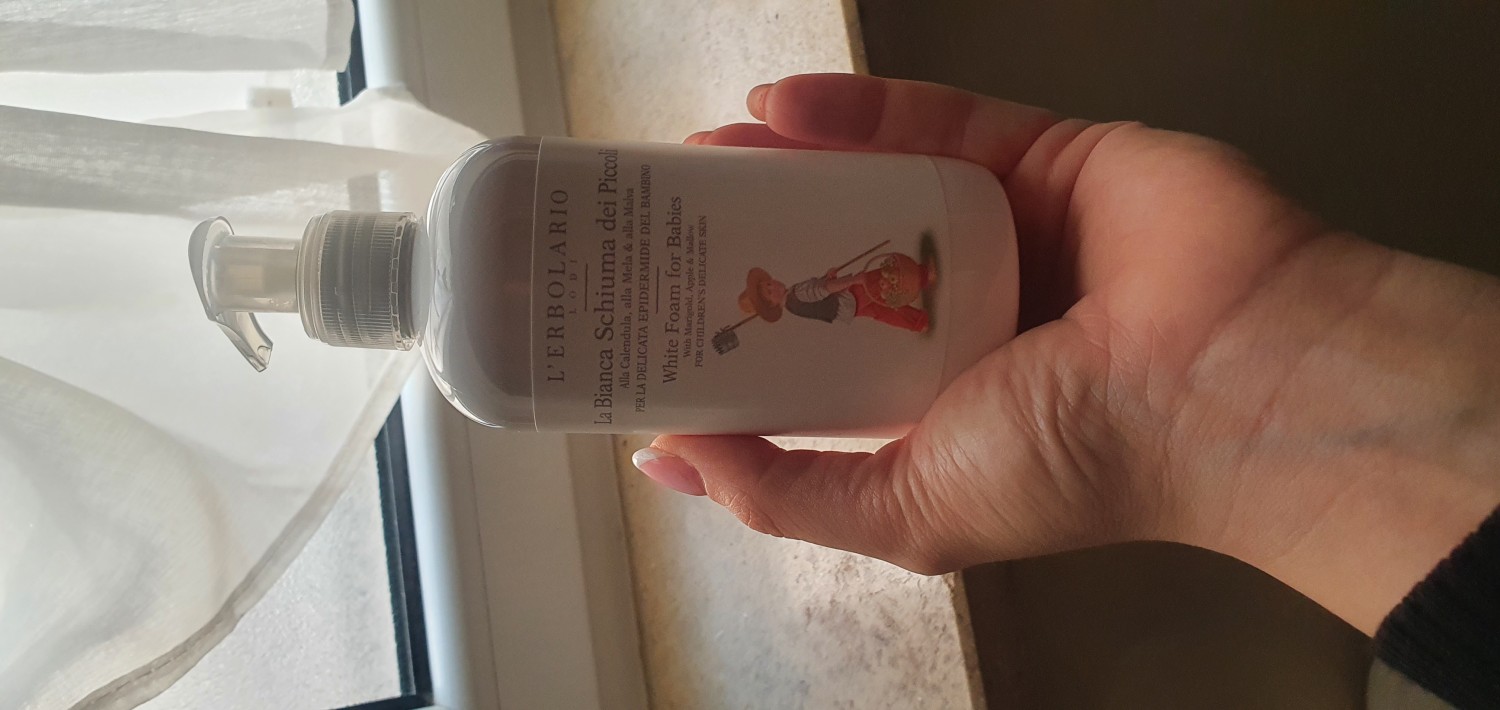 L'ERBOLARIO
LODI
La Bianca Schiuma dei Piccoli
Alla Calendula, alla Mela & alla Malva
PER LA DELICATA EPIDERMIDE DEL BAMBINO
White Foam for Babies
With Marigold, Apple & Mallow
FOR CHILDREN'S DELICATE SKIN